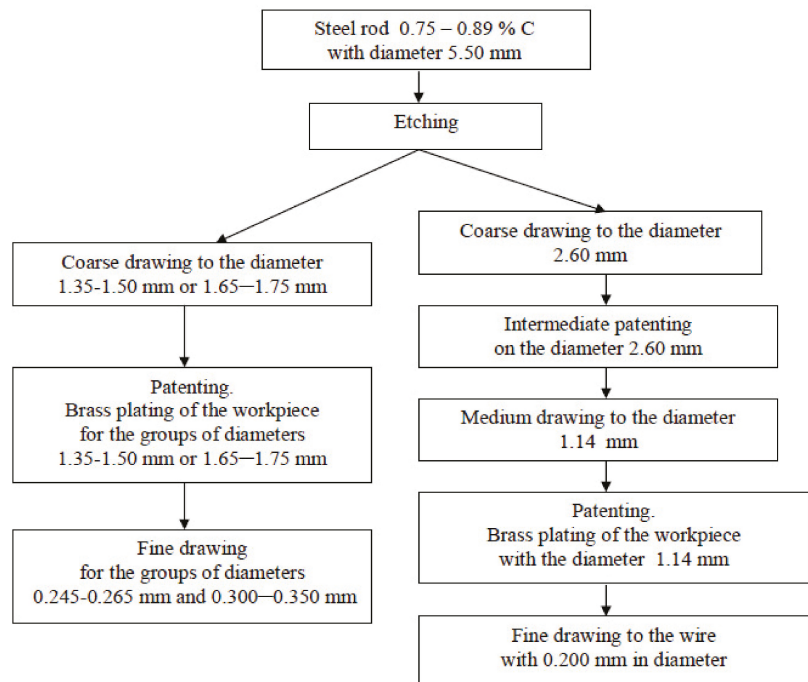 Steel rod 0.75 – 0.89 % C
with diameter 5.50 mm
Etching
Coarse drawing to the diameter
1.35-1.50 mm or 1.65—1.75 mm
Patenting.
Brass plating of the workpiece
for the groups of diameters
1.35-1.50 mm or 1.65—1.75 mm
Fine drawing
for the groups of diameters
0.245-0.265 mm and 0.300—0.350 mm
Coarse drawing to the diameter
2.60 mm
Intermediate patenting
on the diameter 2.60 mm
Medium drawing to the diameter
1.14 mm
Patenting.
Brass plating of the workpiece
with the diameter 1.14 mm
Fine drawing to the wire
with 0.200 mm in diameter